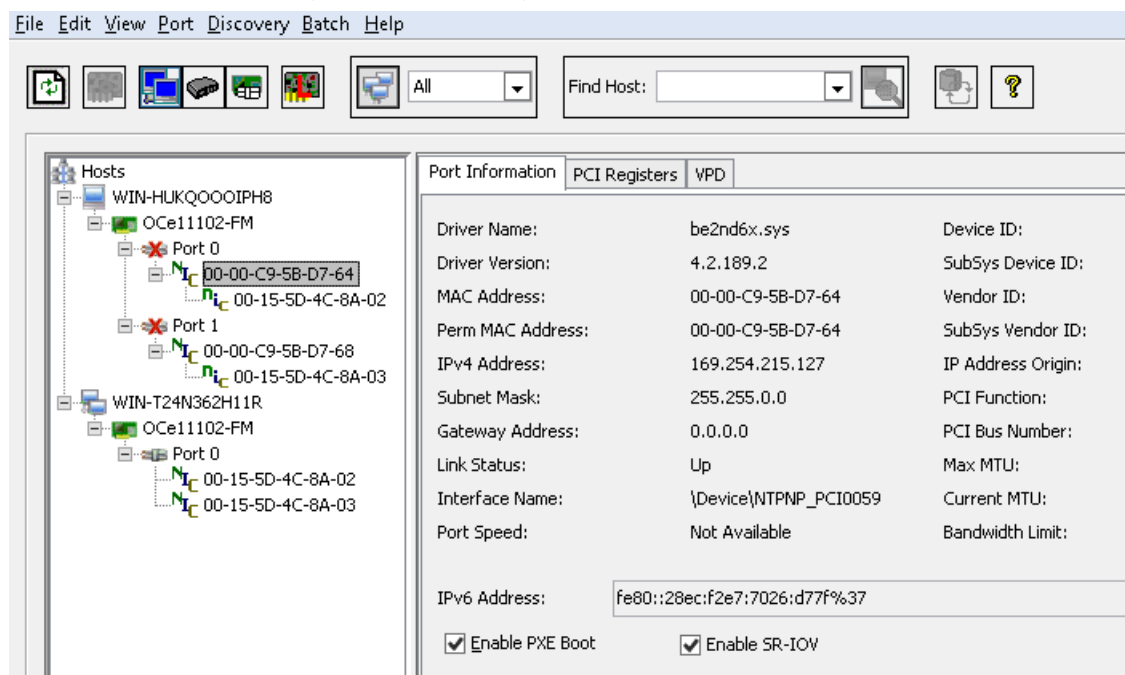 File Edit View Port Discovery Batch Help
All
Find Host:
Hosts
WIN-HUKQOOOIPH8
OCe11102-FM
Port 0
NIC 00-00-C9-5B-D7-64
nic 00-15-5D-4C-8A-02
Port 1
NIC 00-00-C9-5B-D7-68
nic 00-15-5D-4C-8A-03
WIN-T24N362H11R
OCe11102-FM
Port 0
NIC 00-15-5D-4C-8A-02
NIC 00-15-5D-4C-8A-03
Port Information PCI Registers VPD
Driver Name: be2nd6x.sys Device ID:
Driver Version: 4.2.189.2 SubSys Device ID:
MAC Address: 00-00-C9-5B-D7-64 Vendor ID:
Perm MAC Address: 00-00-C9-5B-D7-64 SubSys Vendor ID:
IPv4 Address: 169.254.215.127 IP Address Origin:
Subnet Mask: 255.255.0.0 PCI Function:
Gateway Address: 0.0.0.0 PCI Bus Number:
Link Status: Up Max MTU:
Interface Name: \Device\NTPNP_PCI0059 Current MTU:
Port Speed: Not Available Bandwidth Limit:
IPv6 Address: fe80::28ec:f2e7:7026:d77f%37
Enable PXE Boot Enable SR-IOV